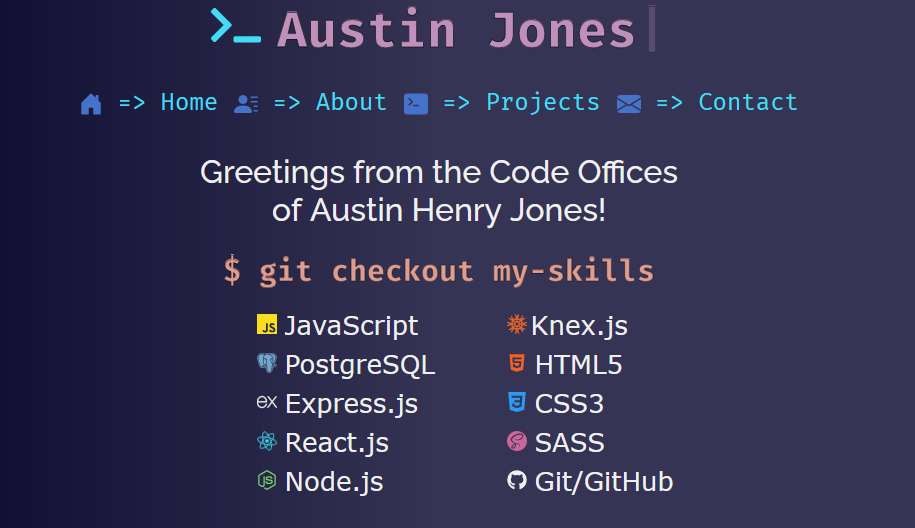 >_ Austin Jones
=> Home => About => Projects => Contact
Greetings from the Code Offices
of Austin Henry Jones!
$ git checkout my-skills
JS JavaScript Knex.js
PostgreSQL HTML5
ex Express.js CSS3
React.js SASS
Node.js Git/GitHub